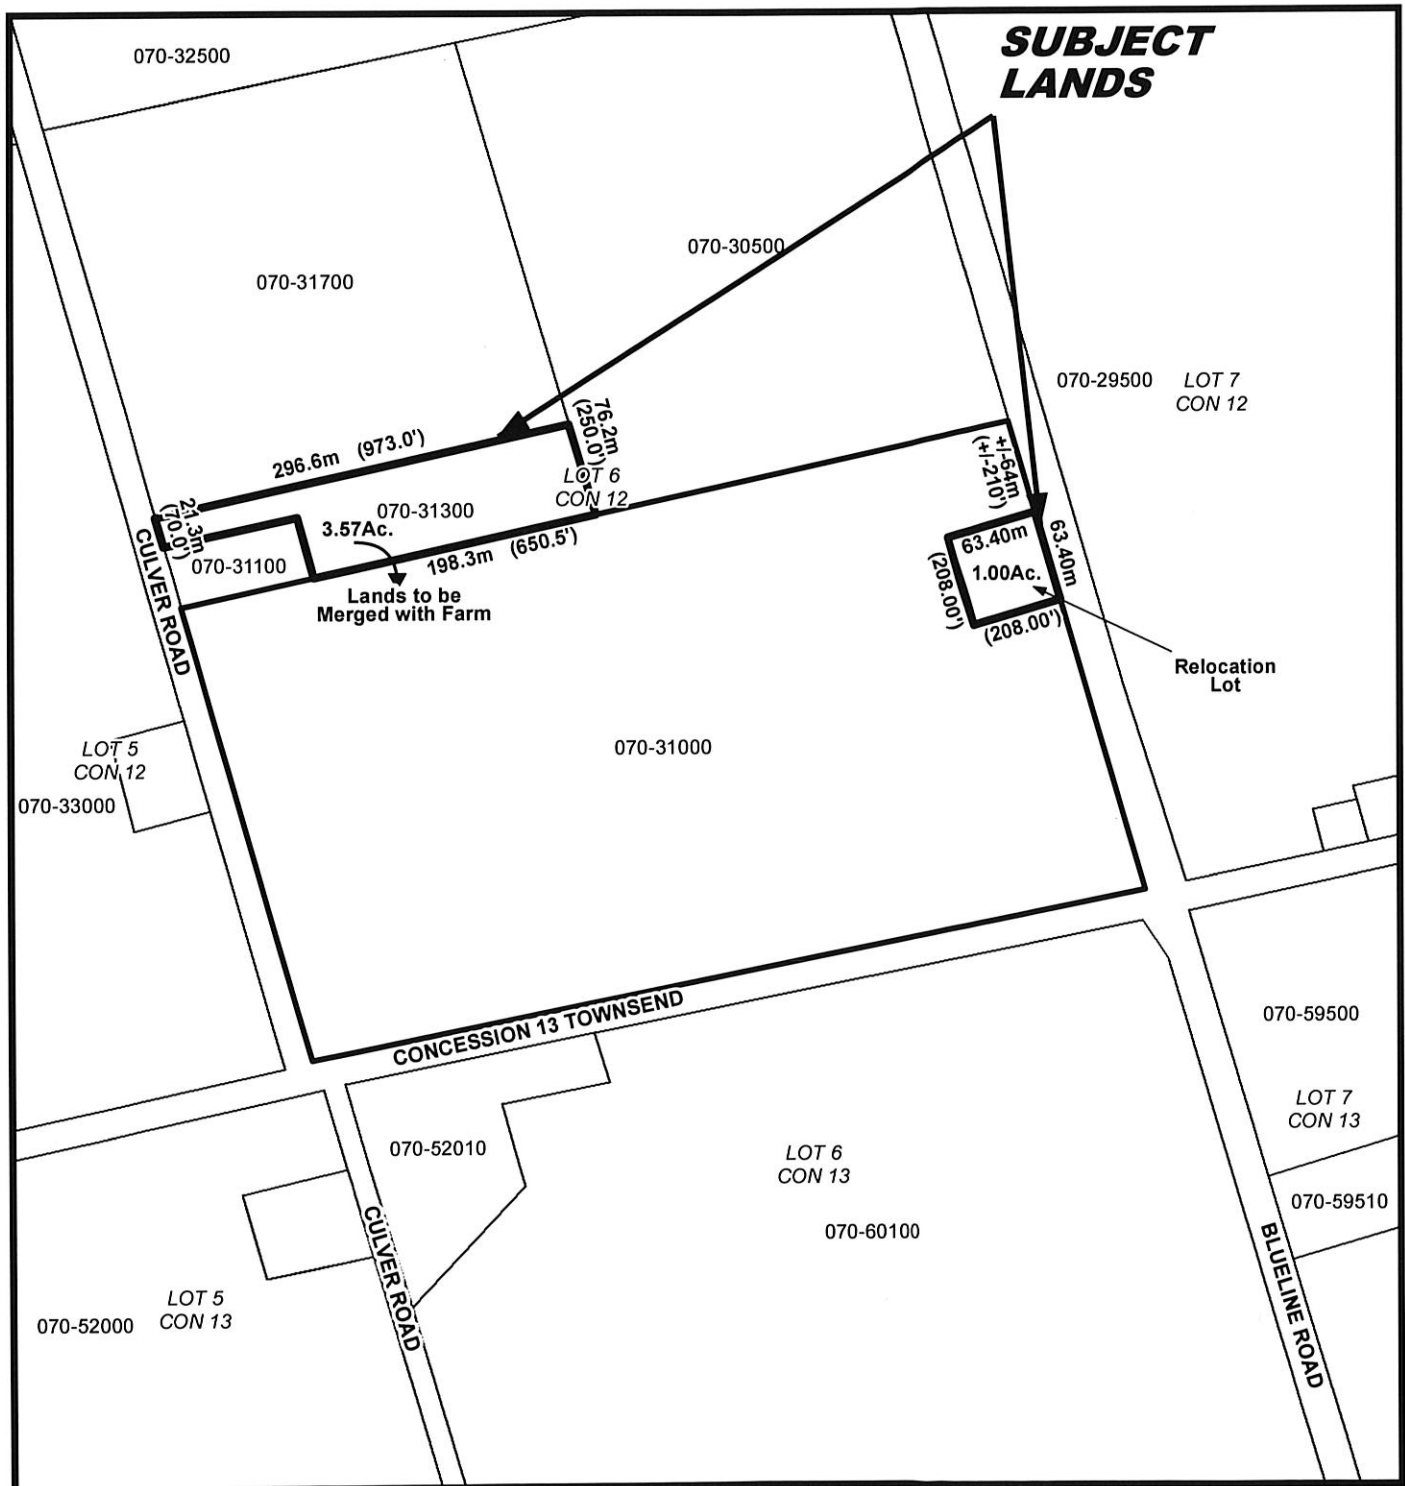 SUBJECT
LANDS
070-32500
070-30500
070-31700
070-29500
LOT 7
CON 12
296.6m (973.0')
76.2m
(250.0')
LOT 6
CON 12
+/-64m
(+/-210')
21.3m
(70.0')
070-31300
3.57Ac.
198.3m (650.5')
070-31100
Lands to be
Merged with Farm
CULVER ROAD
63.40m
63.40m
1.00Ac.
(208.00')
(208.00')
Relocation
Lot
070-31000
LOT 5
CON 12
070-33000
CONCESSION 13 TOWNSEND
070-59500
LOT 7
CON 13
070-52010
LOT 6
CON 13
070-59510
070-60100
CULVER ROAD
BLUELINE ROAD
LOT 5
CON 13
070-52000